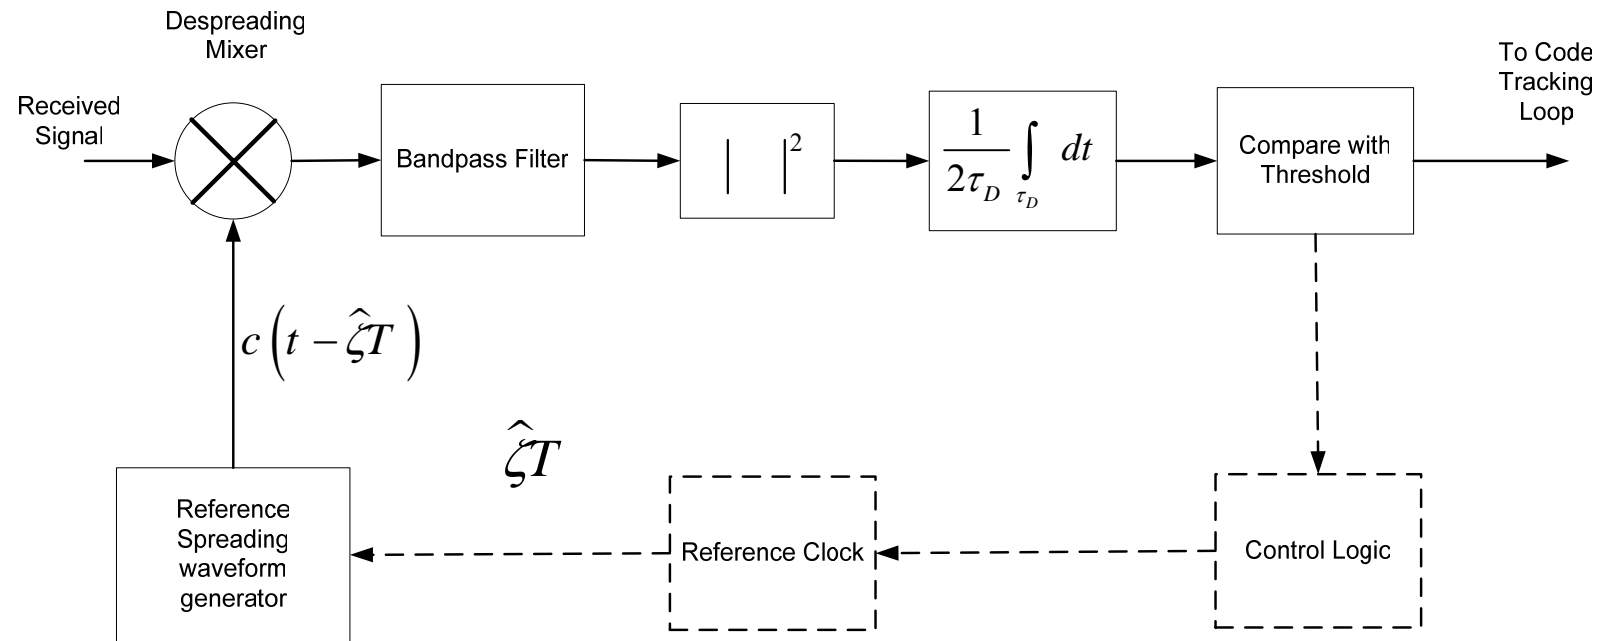 Despreading
Mixer
To Code
Tracking
Loop
Received
Signal
Bandpass Filter
| |²
1/(2τ_D) ∫_{τ_D} dt
Compare with
Threshold
c(t − ζ̂T)
ζ̂T
Reference
Spreading
waveform
generator
Reference Clock
Control Logic